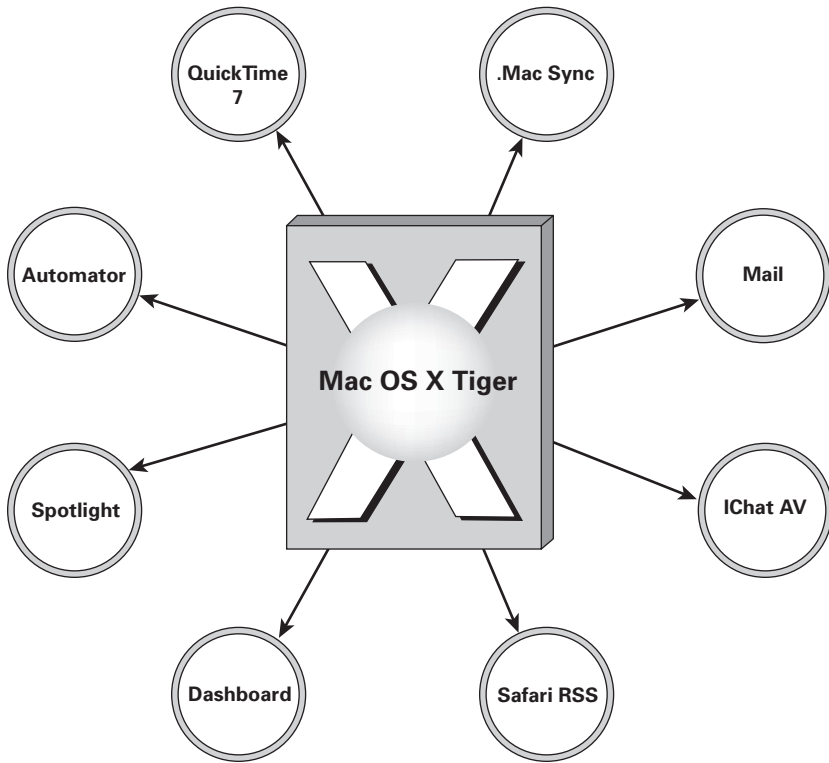 QuickTime
7
.Mac Sync
Automator
Mail
Mac OS X Tiger
Spotlight
IChat AV
Dashboard
Safari RSS